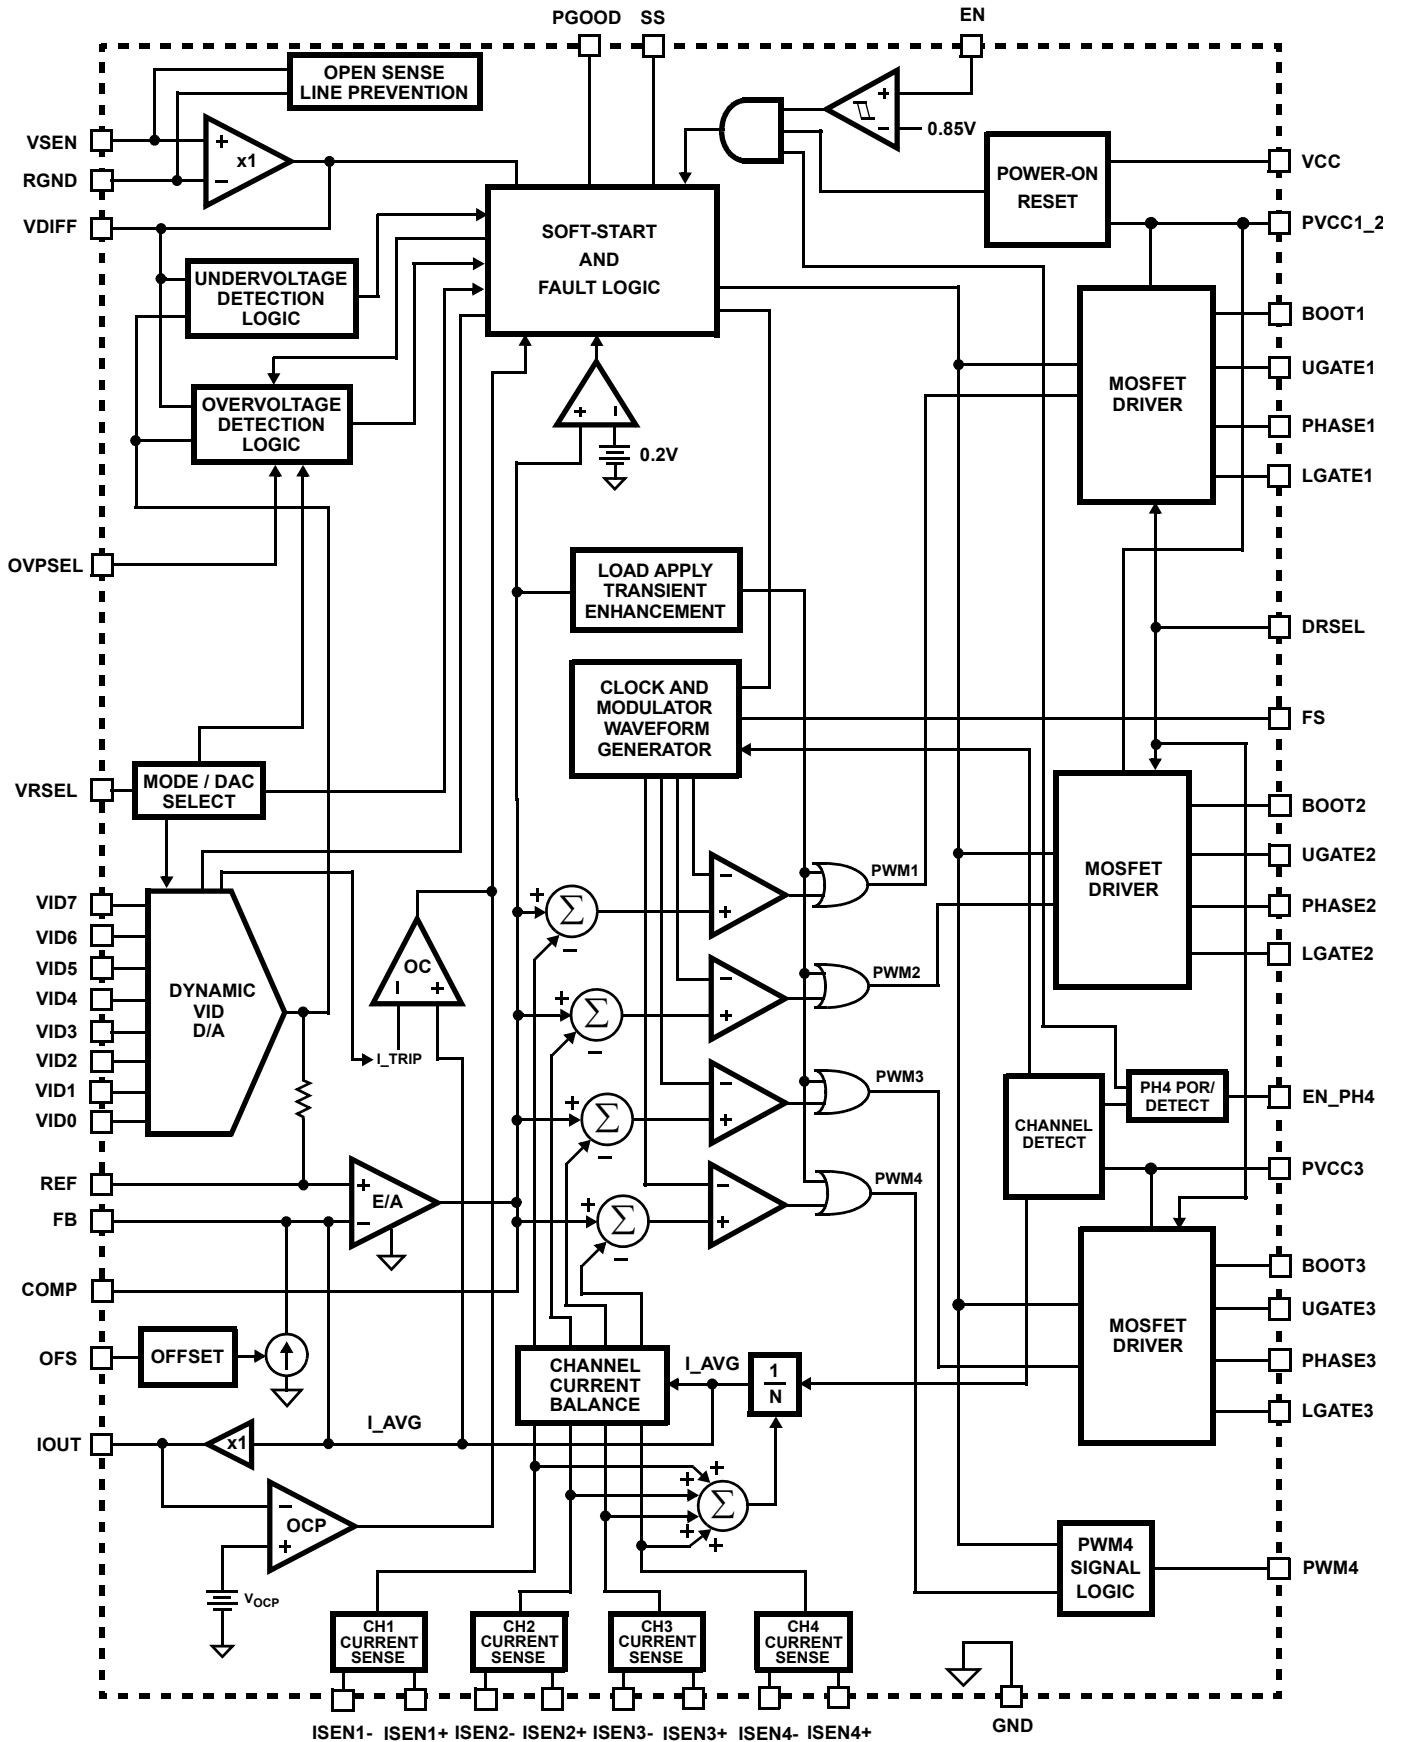 PGOOD SS EN
OPEN SENSE
LINE PREVENTION
VSEN
+
x1
−
RGND
VDIFF
+
−
0.85V
POWER-ON
RESET
VCC
PVCC1_2
SOFT-START
AND
FAULT LOGIC
UNDERVOLTAGE
DETECTION
LOGIC
OVERVOLTAGE
DETECTION
LOGIC
+ −
0.2V
MOSFET
DRIVER
BOOT1
UGATE1
PHASE1
LGATE1
OVPSEL
LOAD APPLY
TRANSIENT
ENHANCEMENT
DRSEL
CLOCK AND
MODULATOR
WAVEFORM
GENERATOR
FS
VRSEL
MODE / DAC
SELECT
MOSFET
DRIVER
BOOT2
UGATE2
PHASE2
LGATE2
VID7
VID6
VID5
VID4
VID3
VID2
VID1
VID0
DYNAMIC
VID
D/A
OC
− +
I_TRIP
+
Σ
−
−
+
PWM1
+
Σ
−
−
+
PWM2
+
Σ
−
−
+
PWM3
+
Σ
−
−
+
PWM4
CHANNEL
DETECT
PH4 POR/
DETECT
EN_PH4
PVCC3
REF
FB
+
E/A
−
COMP
MOSFET
DRIVER
BOOT3
UGATE3
PHASE3
LGATE3
OFS
OFFSET
CHANNEL
CURRENT
BALANCE
I_AVG
1
N
IOUT
x1
I_AVG
−
OCP
+
VOCP
+
+
Σ
+
+
PWM4
SIGNAL
LOGIC
PWM4
CH1
CURRENT
SENSE
CH2
CURRENT
SENSE
CH3
CURRENT
SENSE
CH4
CURRENT
SENSE
ISEN1- ISEN1+ ISEN2- ISEN2+ ISEN3- ISEN3+ ISEN4- ISEN4+
GND